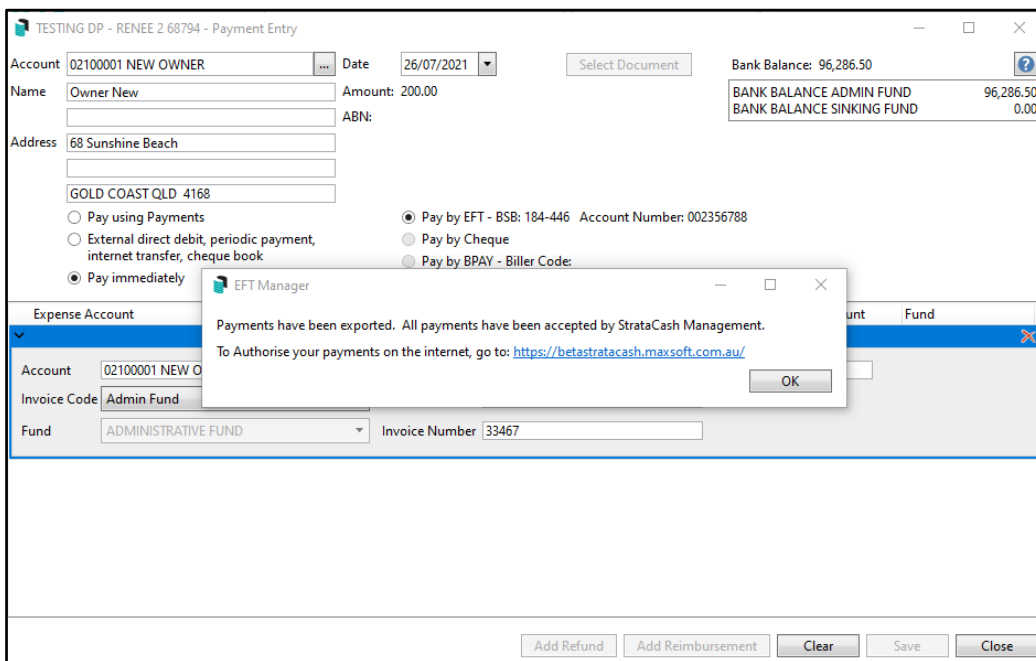 TESTING DP - RENEE 2 68794 - Payment Entry
Account 02100001 NEW OWNER ... Date 26/07/2021 Select Document Bank Balance: 96,286.50 ?
Name Owner New Amount: 200.00 BANK BALANCE ADMIN FUND 96,286.50
ABN: BANK BALANCE SINKING FUND 0.00
Address 68 Sunshine Beach
GOLD COAST QLD 4168
Pay using Payments Pay by EFT - BSB: 184-446 Account Number: 002356788
External direct debit, periodic payment, Pay by Cheque
internet transfer, cheque book
Pay by BPAY - Biller Code:
Pay immediately
EFT Manager
Payments have been exported. All payments have been accepted by StrataCash Management.
To Authorise your payments on the internet, go to: https://betastratacash.maxsoft.com.au/
OK
Expense Account unt Fund
Account 02100001 NEW O
Invoice Code Admin Fund
Fund ADMINISTRATIVE FUND Invoice Number 33467
Add Refund Add Reimbursement Clear Save Close